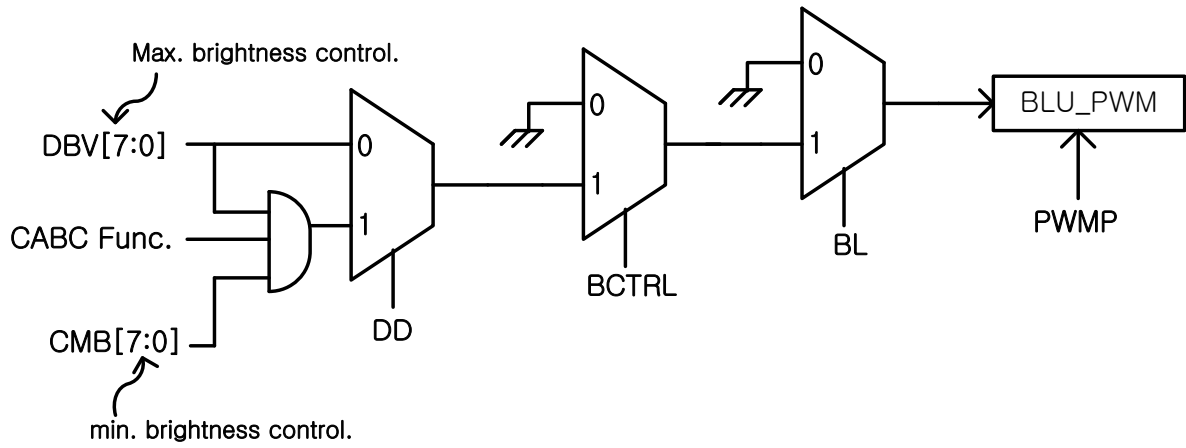 Max. brightness control.
DBV[7:0]
CABC Func.
CMB[7:0]
min. brightness control.
0
1
DD
0
1
BCTRL
0
1
BL
BLU_PWM
PWMP